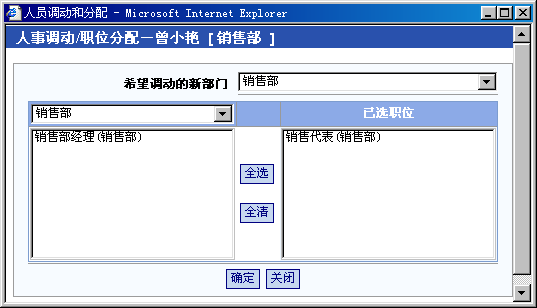 人员调动和分配 - Microsoft Internet Explorer
人事调动/职位分配－曾小艳 [ 销售部 ]
希望调动的新部门 销售部
销售部 已选职位
销售部经理(销售部) 销售代表(销售部)
全选
全清
确定 关闭